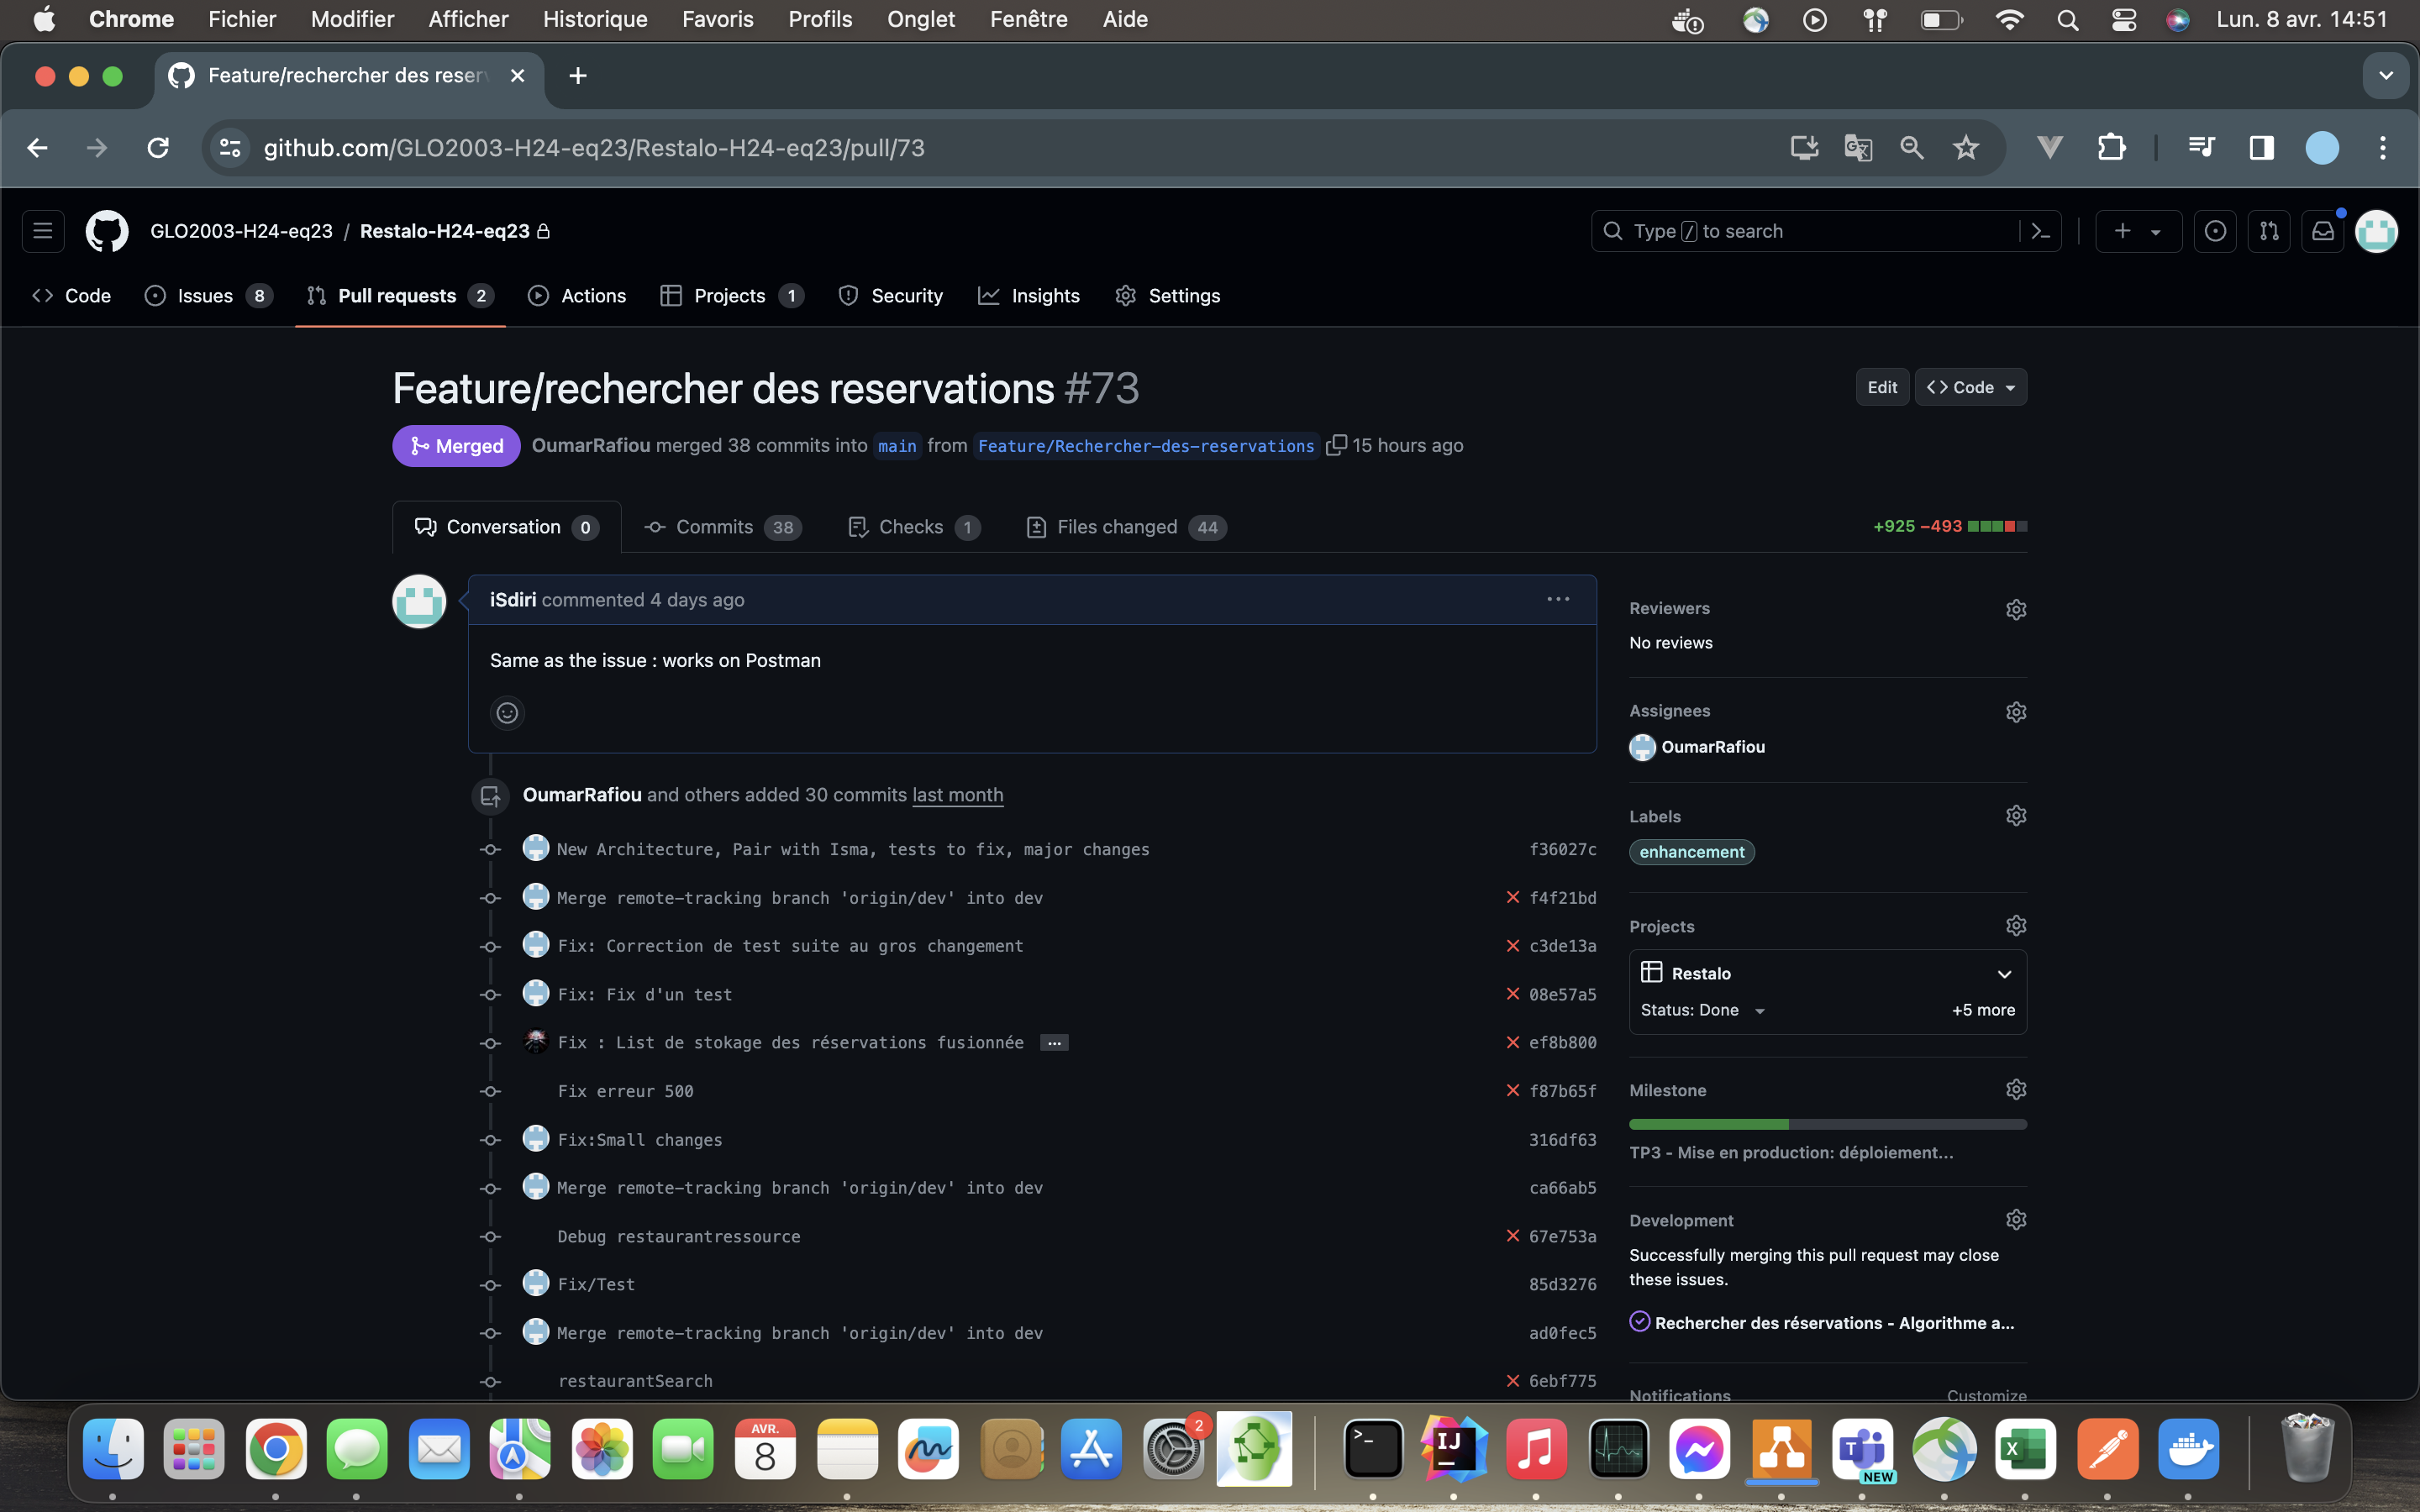 Chrome Fichier Modifier Afficher Historique Favoris Profils Onglet Fenêtre Aide Lun. 8 avr. 14:51
Feature/rechercher des reser
github.com/GLO2003-H24-eq23/Restalo-H24-eq23/pull/73
GLO2003-H24-eq23 / Restalo-H24-eq23
Type / to search
Code Issues 8 Pull requests 2 Actions Projects 1 Security Insights Settings
Feature/rechercher des reservations #73
Edit <> Code
Merged OumarRafiou merged 38 commits into main from Feature/Rechercher-des-reservations 15 hours ago
Conversation 0 Commits 38 Checks 1 Files changed 44 +925 −493
iSdiri commented 4 days ago
Same as the issue : works on Postman
OumarRafiou and others added 30 commits last month
New Architecture, Pair with Isma, tests to fix, major changes f36027c
Merge remote-tracking branch 'origin/dev' into dev f4f21bd
Fix: Correction de test suite au gros changement c3de13a
Fix: Fix d'un test 08e57a5
Fix : List de stokage des réservations fusionnée … ef8b800
Fix erreur 500 f87b65f
Fix:Small changes 316df63
Merge remote-tracking branch 'origin/dev' into dev ca66ab5
Debug restaurantressource 67e753a
Fix/Test 85d3276
Merge remote-tracking branch 'origin/dev' into dev ad0fec5
restaurantSearch 6ebf775
Reviewers
No reviews
Assignees
OumarRafiou
Labels
enhancement
Projects
Restalo
Status: Done +5 more
Milestone
TP3 - Mise en production: déploiement...
Development
Successfully merging this pull request may close
these issues.
Rechercher des réservations - Algorithme a...
Notifications Customize
AVR.
8
2
>_
IJ
T
NEW
X